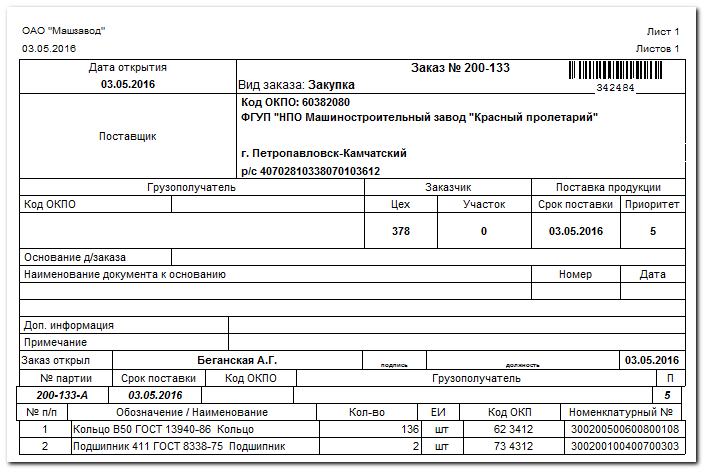 ОАО "Машзавод" Лист 1
03.05.2016 Листов 1
Дата открытия Заказ № 200-133
03.05.2016 Вид заказа: Закупка 342484
Код ОКПО: 60382080
ФГУП "НПО Машиностроительный завод "Красный пролетарий"
Поставщик
г. Петропавловск-Камчатский
р/с 40702810338070103612
Грузополучатель Заказчик Поставка продукции
Код ОКПО Цех Участок Срок поставки Приоритет
378 0 03.05.2016 5
Основание д/заказа
Наименование документа к основанию Номер Дата
Доп. информация
Примечание
Заказ открыл Беганская А.Г. подпись должность 03.05.2016
№ партии Срок поставки Код ОКПО Грузополучатель П
200-133-А 03.05.2016 5
№ п/п Обозначение / Наименование Кол-во ЕИ Код ОКП Номенклатурный №
1 Кольцо В50 ГОСТ 13940-86 Кольцо 136 шт 62 3412 300200500600800108
2 Подшипник 411 ГОСТ 8338-75 Подшипник 2 шт 73 4312 300200100400700303